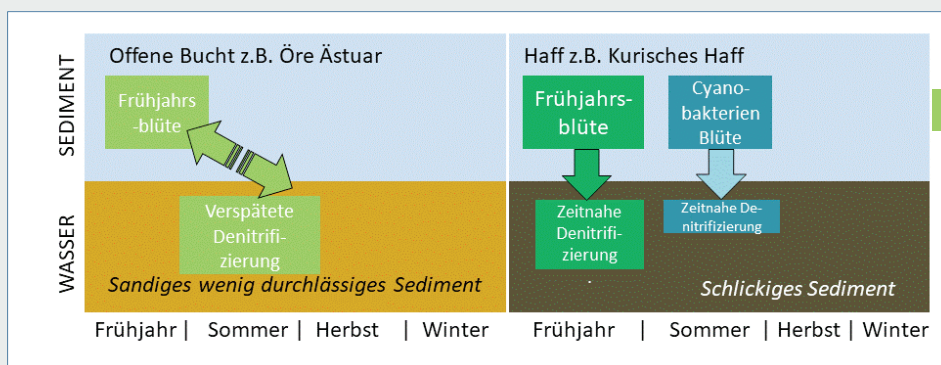 Offene Bucht z.B. Öre Ästuar
Haff z.B. Kurisches Haff
SEDIMENT
Frühjahrs
-blüte
Frühjahrs-
blüte
Cyano-
bakterien
Blüte
WASSER
Verspätete
Denitrifi-
zierung
Zeitnahe
Denitrifi-
zierung
.
Zeitnahe De-
nitrifizierung
Sandiges wenig durchlässiges Sediment
Schlickiges Sediment
Frühjahr | Sommer | Herbst | Winter
Frühjahr | Sommer | Herbst | Winter